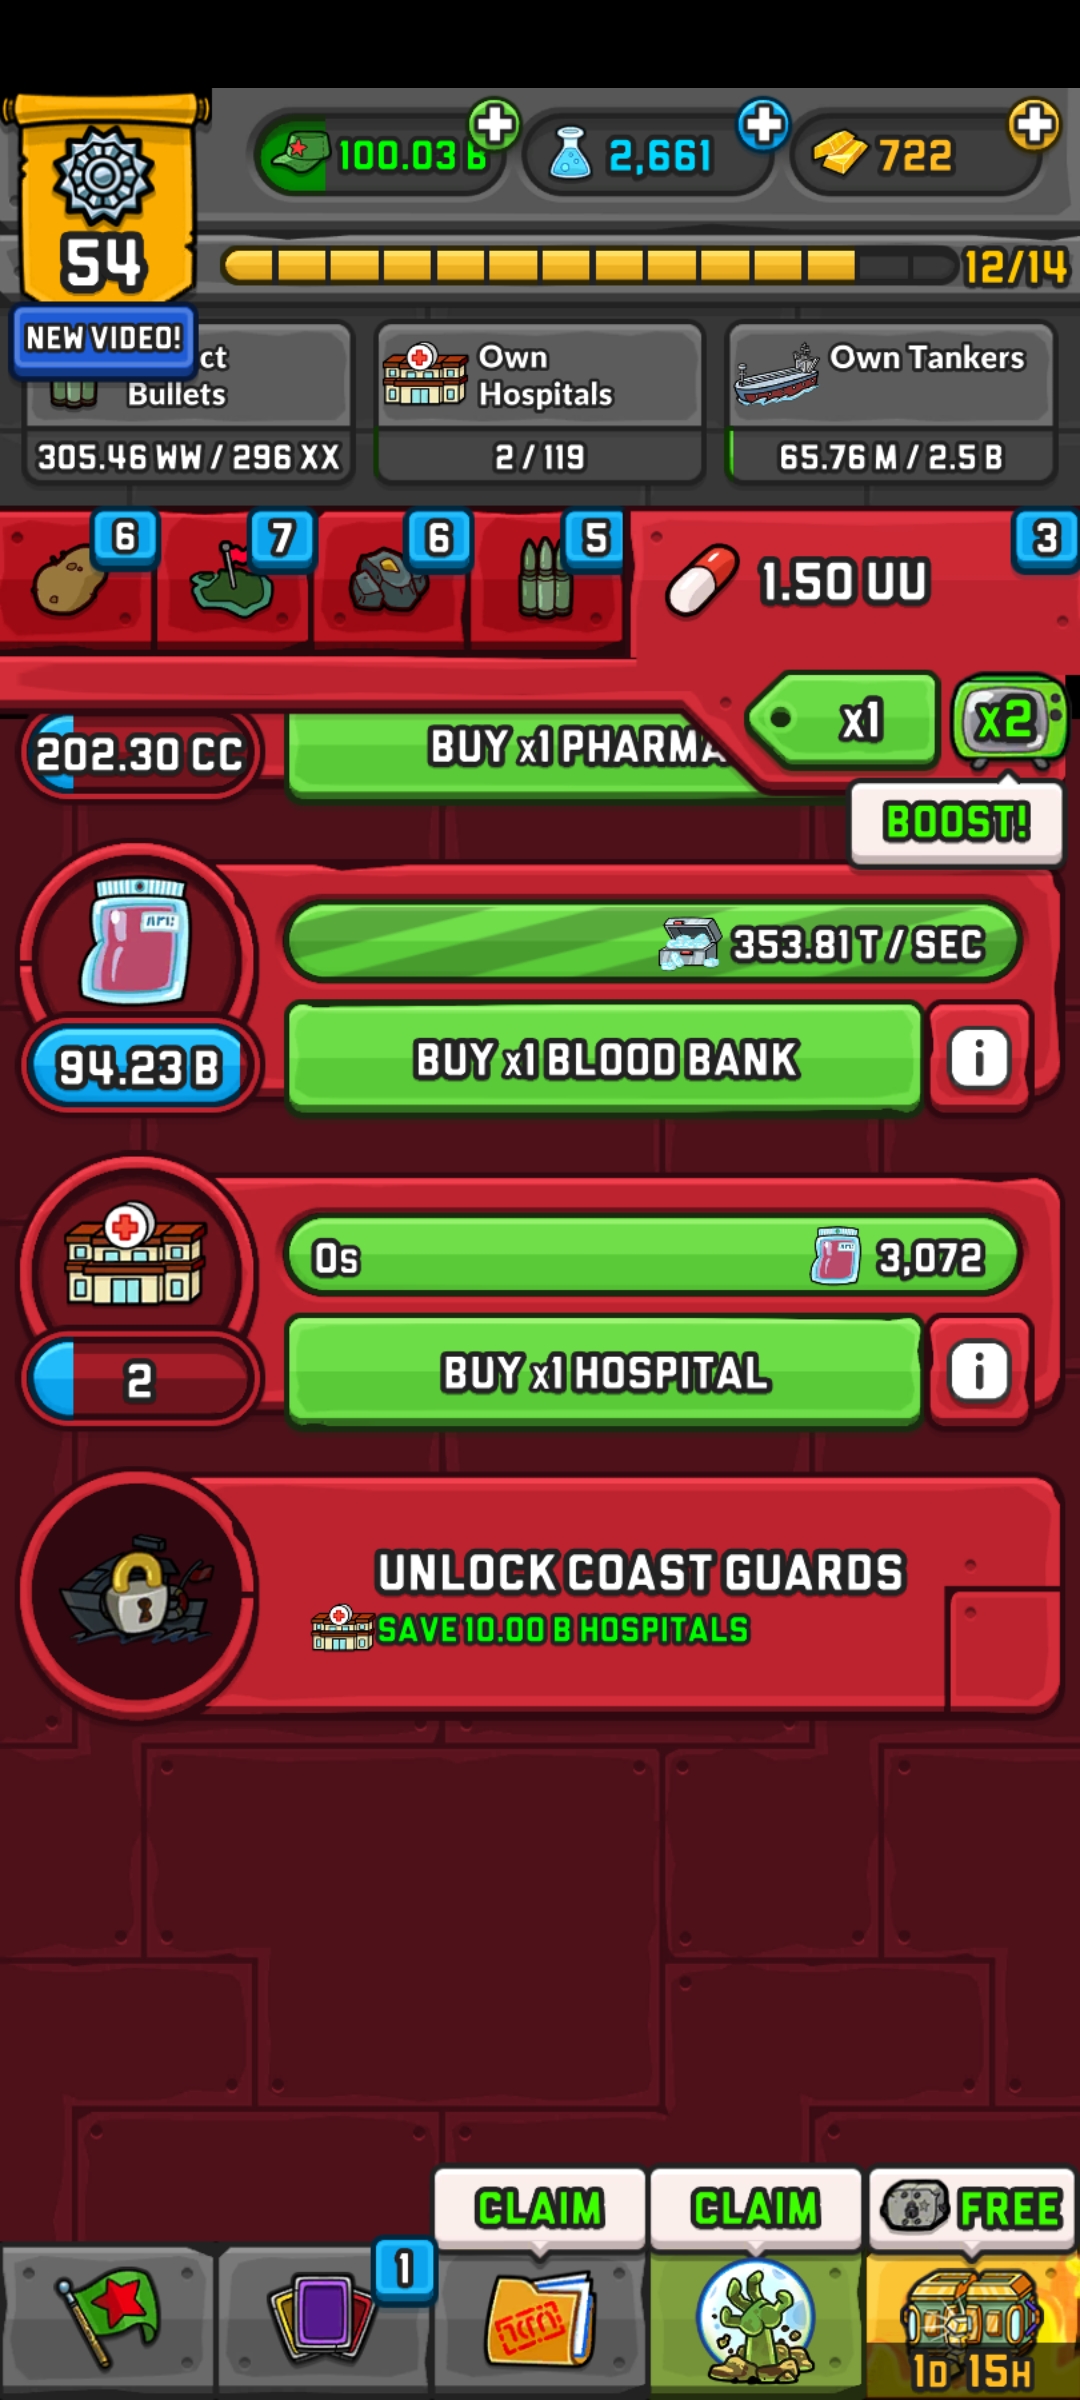 100.03 B
2,661
722
54
12/14
NEW VIDEO!
ct
Bullets
305.46 WW / 296 XX
Own
Hospitals
2 / 119
Own Tankers
65.76 M / 2.5 B
6
7
6
5
1.50 UU
3
202.30 CC
BUY x1 PHARMA
x1
x2
BOOST!
353.81 T / SEC
94.23 B
BUY x1 BLOOD BANK
i
0s
3,072
2
BUY x1 HOSPITAL
i
UNLOCK COAST GUARDS
SAVE 10.00 B HOSPITALS
CLAIM
CLAIM
FREE
1
1D 15H